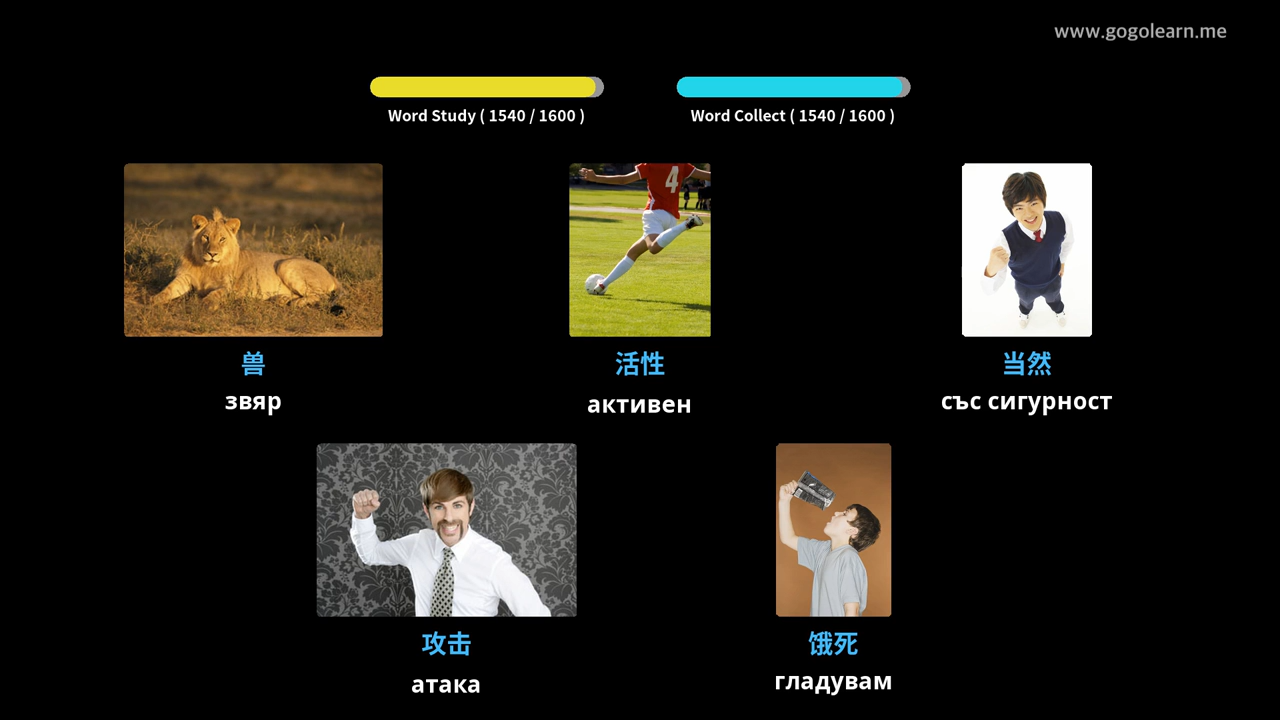 www.gogolearn.me
Word Study ( 1540 / 1600 )
Word Collect ( 1540 / 1600 )
4
兽
звяр
活性
активен
当然
със сигурност
攻击
атака
饿死
гладувам